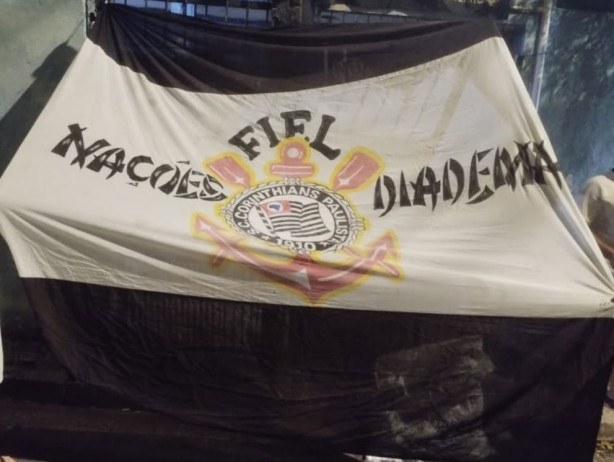 FIEL
NAÇÕES DIADEMA
S.C.CORINTHIANS PAULISTA
1910